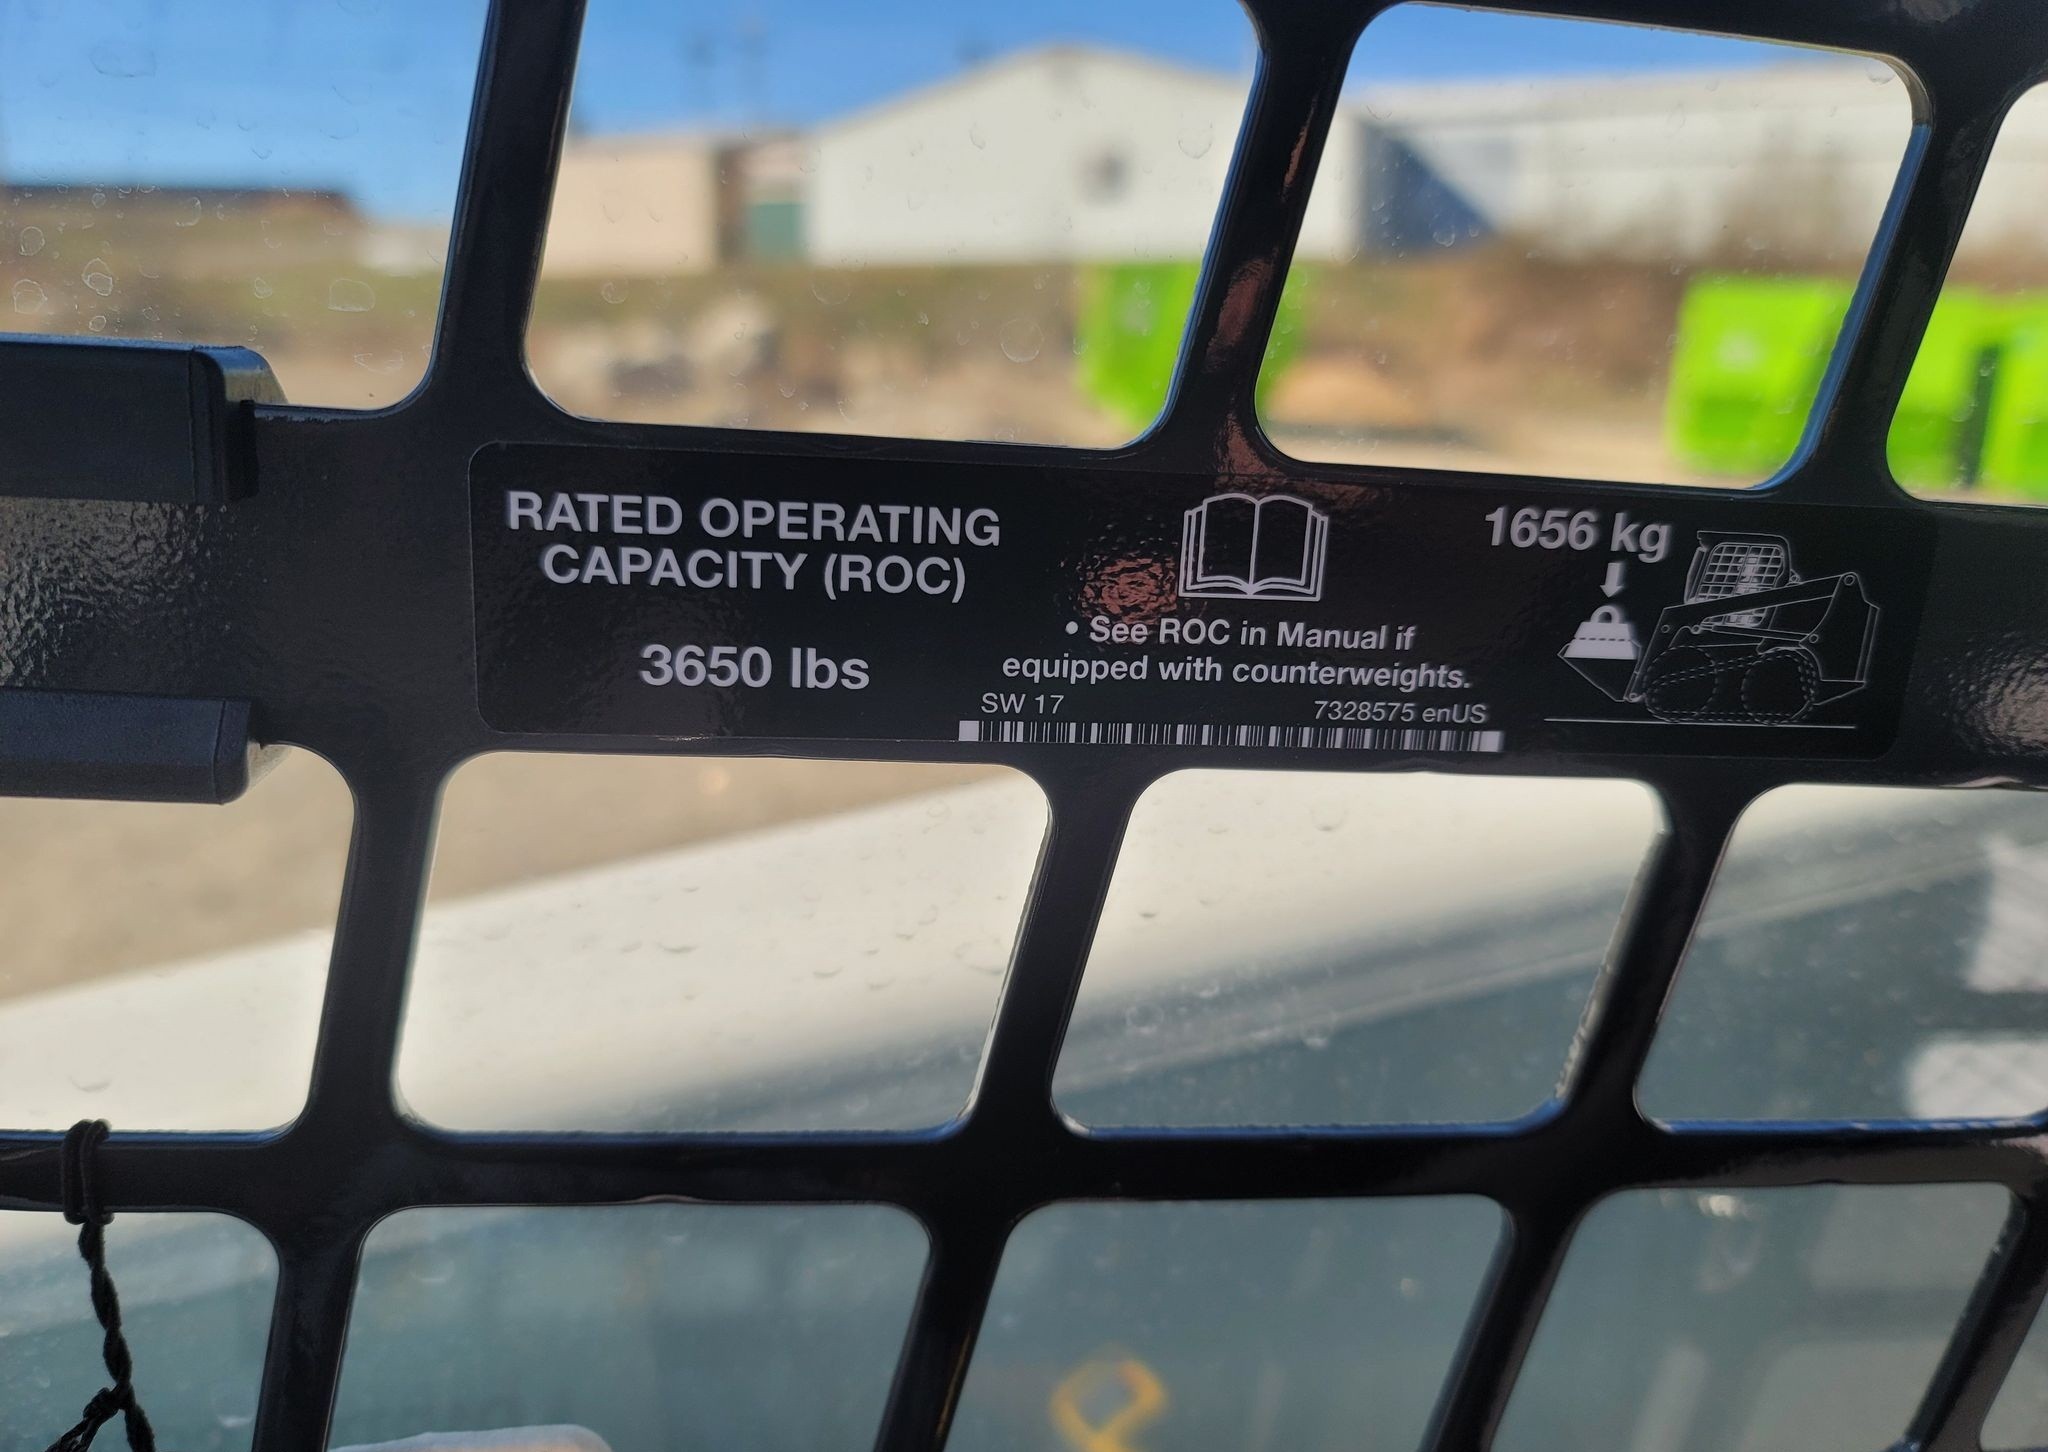 RATED OPERATING
CAPACITY (ROC)
3650 lbs
• See ROC in Manual if
equipped with counterweights.
SW 17
7328575 enUS
1656 kg